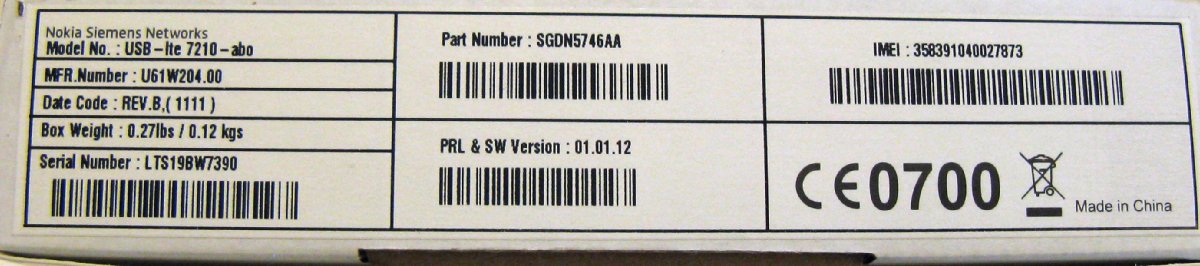 Nokia Siemens Networks
Model No. : USB-lte 7210-abo
MFR.Number : U61W204.00
Date Code : REV.B,( 1111 )
Box Weight : 0.27lbs / 0.12 kgs
Serial Number : LTS19BW7390
Part Number : SGDN5746AA
PRL & SW Version : 01.01.12
IMEI : 358391040027873
CE0700
Made in China